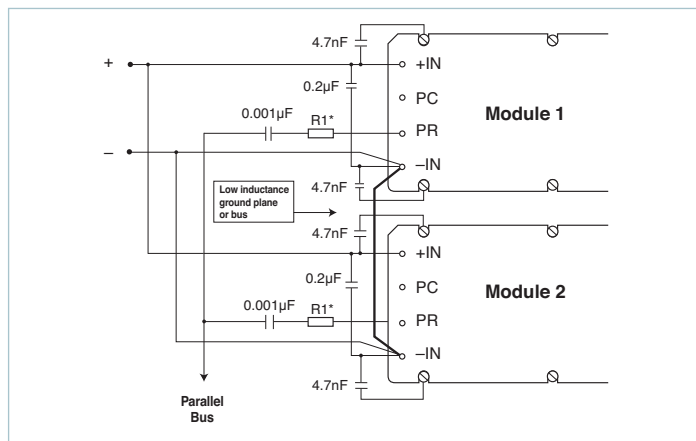 4.7nF
+
+IN
0.2µF
PC
Module 1
0.001µF
R1*
PR
–
–IN
4.7nF
Low inductance
ground plane
or bus
4.7nF
+IN
0.2µF
PC
Module 2
0.001µF
R1*
PR
–IN
4.7nF
Parallel
Bus